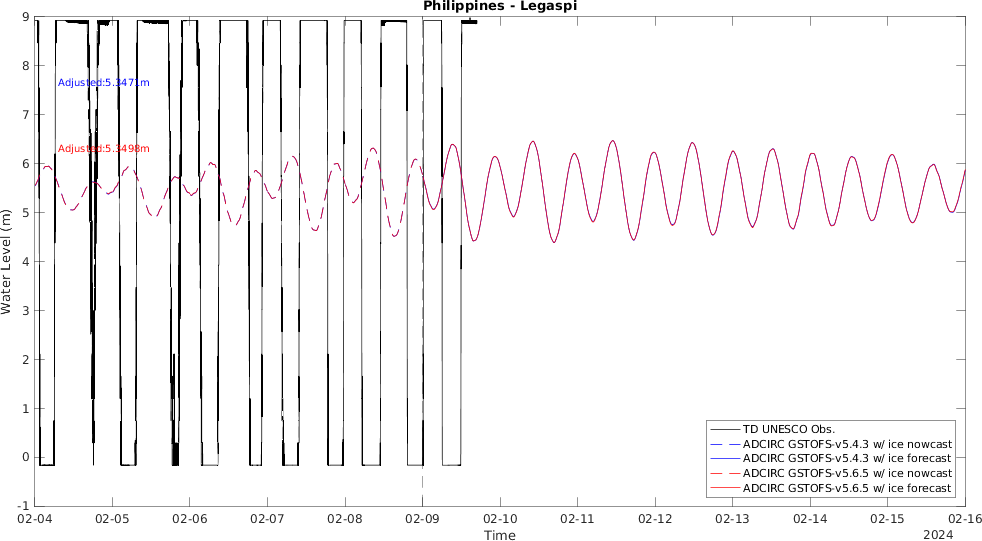 Philippines - Legaspi
9
8
7
6
5
4
3
2
1
0
-1
Water Level (m)
Adjusted:5.3471m
Adjusted:5.3498m
TD UNESCO Obs.
ADCIRC GSTOFS-v5.4.3 w/ ice nowcast
ADCIRC GSTOFS-v5.4.3 w/ ice forecast
ADCIRC GSTOFS-v5.6.5 w/ ice nowcast
ADCIRC GSTOFS-v5.6.5 w/ ice forecast
02-04 02-05 02-06 02-07 02-08 02-09 02-10 02-11 02-12 02-13 02-14 02-15 02-16
Time
2024